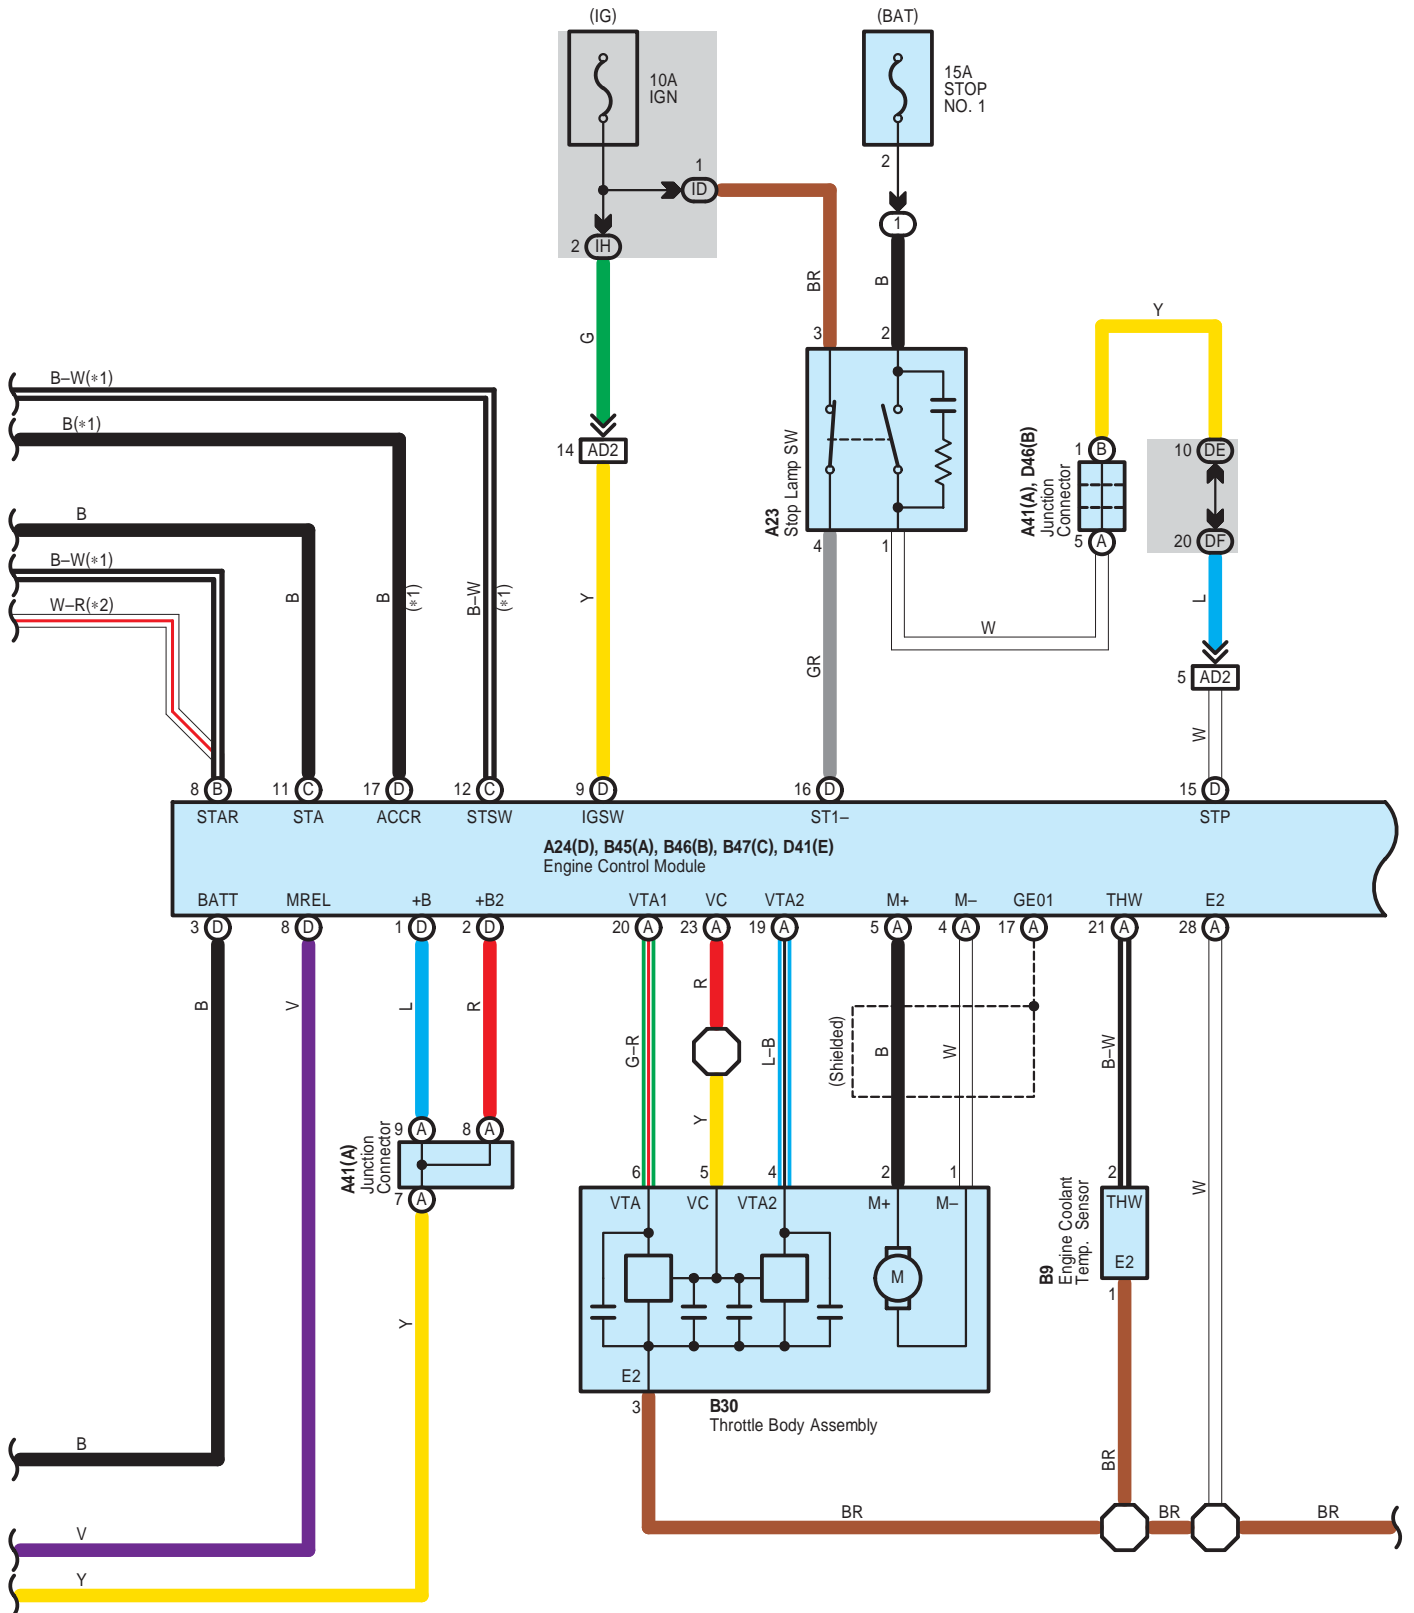 (IG)
(BAT)
10A
IGN
15A
STOP
NO. 1
1
ID
2
1
2 IH
BR
B
G
Y
3
2
B–W(*1)
B(*1)
14 AD2
A23
Stop Lamp SW
1 B
A41(A), D46(B)
Junction
Connector
5 A
10 DE
20 DF
B
B–W(*1)
W–R(*2)
4
1
B
B
(*1)
B–W
(*1)
Y
GR
W
L
5 AD2
W
8 B
11 C
17 D
12 C
9 D
16 D
15 D
STAR
STA
ACCR
STSW
IGSW
ST1–
STP
A24(D), B45(A), B46(B), B47(C), D41(E)
Engine Control Module
BATT
MREL
+B
+B2
VTA1
VC
VTA2
M+
M–
GE01
THW
E2
3 D
8 D
1 D
2 D
20 A
23 A
19 A
5 A
4 A
17 A
21 A
28 A
B
V
L
R
G–R
R
Y
L–B
(Shielded)
B
W
B–W
W
9 A
8 A
A41(A)
Junction
Connector
7 A
Y
6
5
4
2
1
2
VTA
VC
VTA2
M+
M–
THW
M
E2
B9
Engine Coolant
Temp. Sensor
1
E2
3
B30
Throttle Body Assembly
BR
B
BR
BR
BR
V
Y